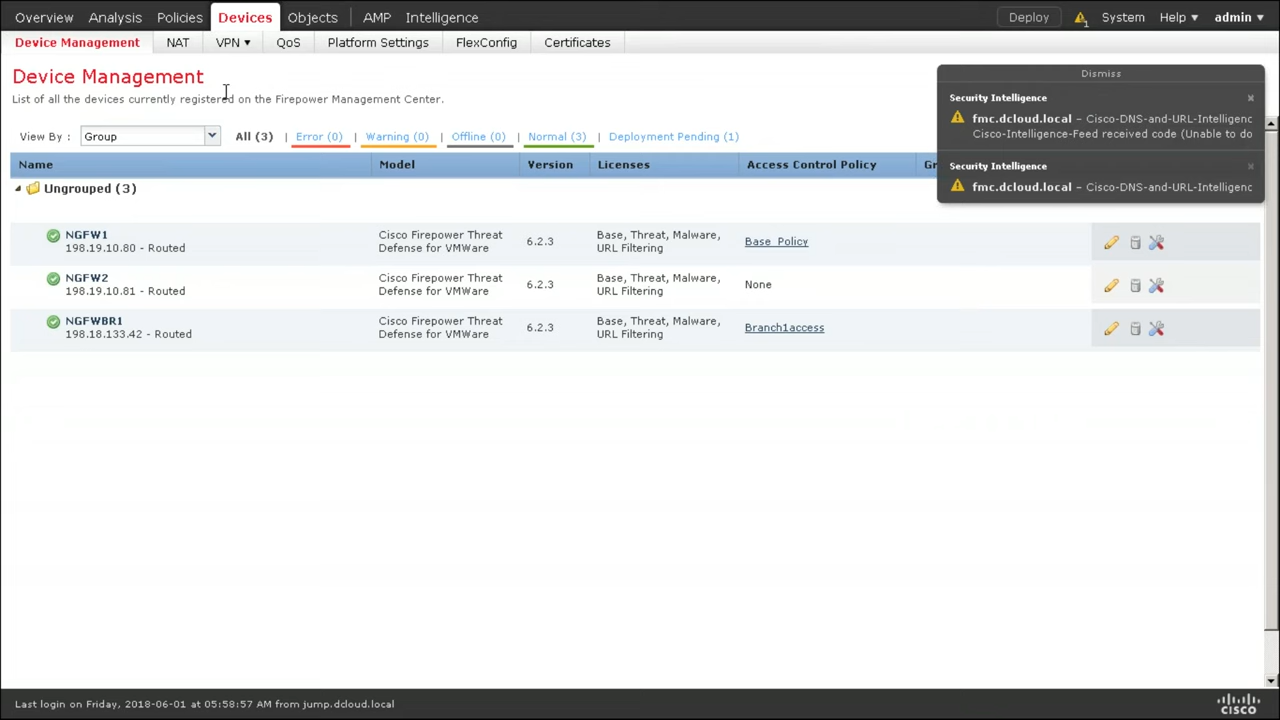 Overview Analysis Policies Devices Objects AMP Intelligence Deploy 1 System Help ▾ admin ▾
Device Management NAT VPN ▾ QoS Platform Settings FlexConfig Certificates
Device Management
List of all the devices currently registered on the Firepower Management Center.
View By : Group All (3) | Error (0) | Warning (0) | Offline (0) | Normal (3) | Deployment Pending (1)
Name Model Version Licenses Access Control Policy Gr
Ungrouped (3)
NGFW1
198.19.10.80 - Routed
Cisco Firepower Threat
Defense for VMWare
6.2.3
Base, Threat, Malware,
URL Filtering
Base_Policy
NGFW2
198.19.10.81 - Routed
Cisco Firepower Threat
Defense for VMWare
6.2.3
Base, Threat, Malware,
URL Filtering
None
NGFWBR1
198.18.133.42 - Routed
Cisco Firepower Threat
Defense for VMWare
6.2.3
Base, Threat, Malware,
URL Filtering
Branch1access
Dismiss
Security Intelligence ×
fmc.dcloud.local - Cisco-DNS-and-URL-Intelligenc
Cisco-Intelligence-Feed received code (Unable to do
Security Intelligence ×
fmc.dcloud.local - Cisco-DNS-and-URL-Intelligenc
Last login on Friday, 2018-06-01 at 05:58:57 AM from jump.dcloud.local
CISCO